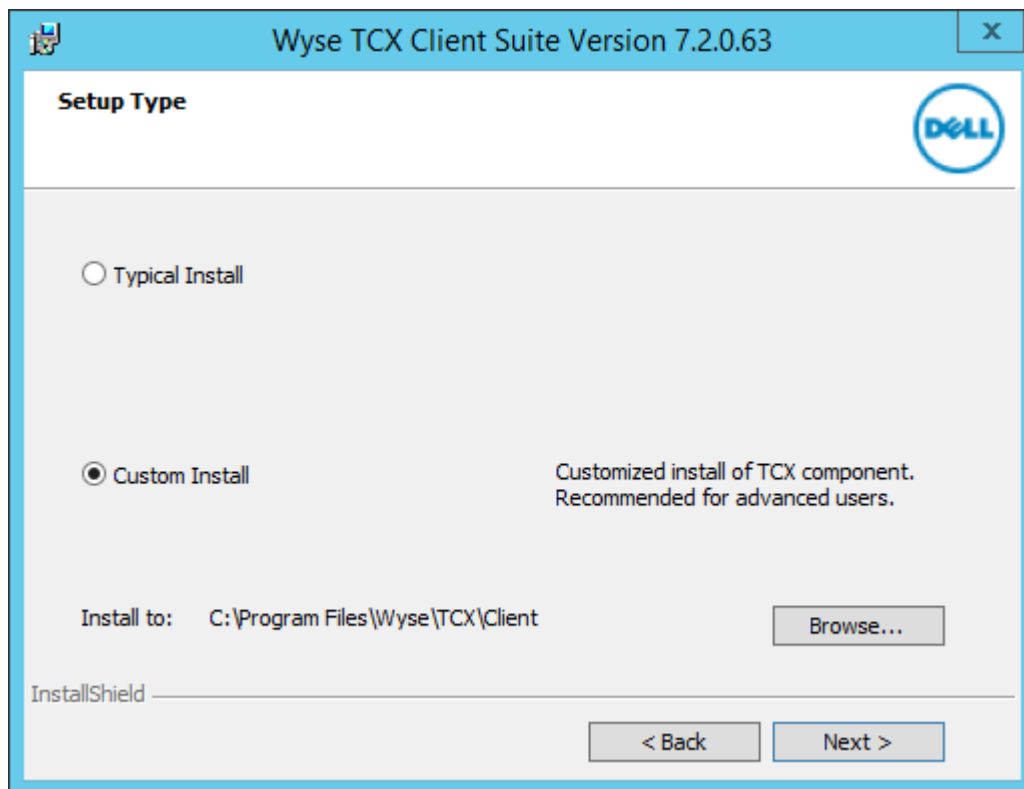 Wyse TCX Client Suite Version 7.2.0.63
x
Setup Type
DELL
Typical Install
Custom Install
Customized install of TCX component.
Recommended for advanced users.
Install to: C:\Program Files\Wyse\TCX\Client
Browse...
InstallShield
< Back
Next >